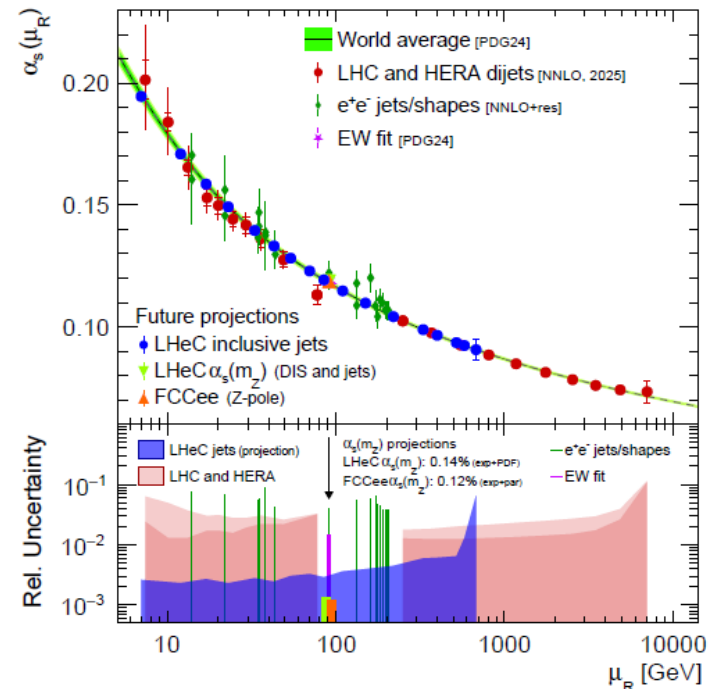 α_s(μ_R)
0.20
0.15
0.10
World average [PDG24]
LHC and HERA dijets [NNLO, 2025]
e⁺e⁻ jets/shapes [NNLO+res]
EW fit [PDG24]
Future projections
LHeC inclusive jets
LHeC α_s(m_Z) (DIS and jets)
FCCee (Z-pole)
Rel. Uncertainty
10⁻¹
10⁻²
10⁻³
LHeC jets (projection)
LHC and HERA
α_s(m_Z) projections
LHeC α_s(m_Z): 0.14% (exp+PDF)
FCCee α_s(m_Z): 0.12% (exp+par)
e⁺e⁻ jets/shapes
EW fit
10
100
1000
10000
μ_R [GeV]